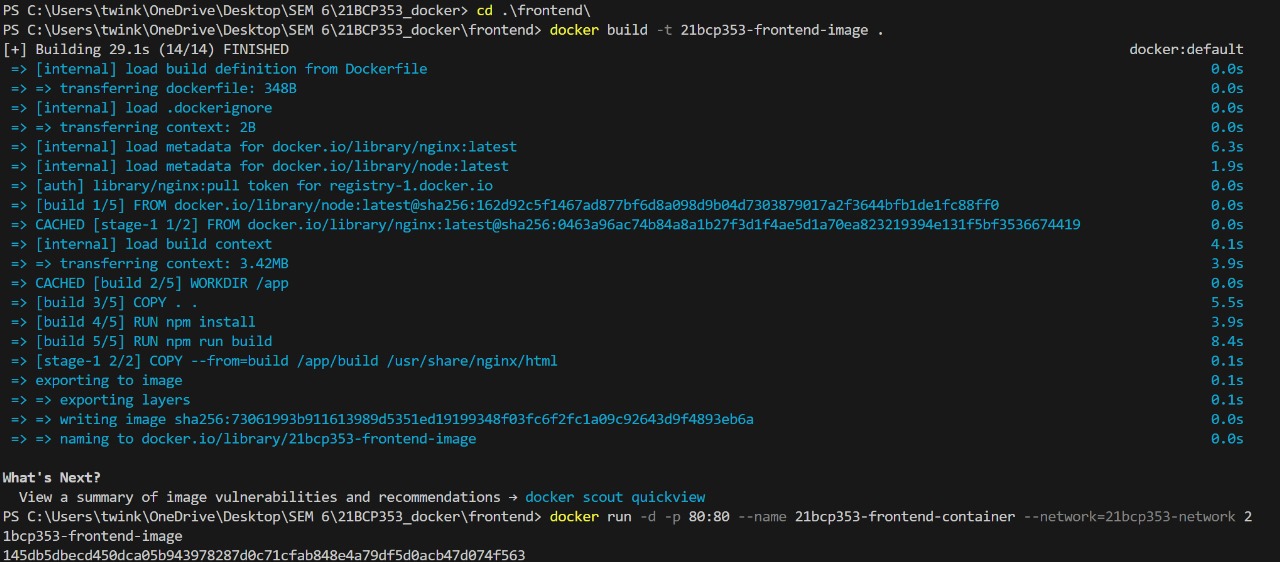 PS C:\Users\twink\OneDrive\Desktop\SEM 6\21BCP353_docker> cd .\frontend\
PS C:\Users\twink\OneDrive\Desktop\SEM 6\21BCP353_docker\frontend> docker build -t 21bcp353-frontend-image .
[+] Building 29.1s (14/14) FINISHED docker:default
=> [internal] load build definition from Dockerfile 0.0s
=> => transferring dockerfile: 348B 0.0s
=> [internal] load .dockerignore 0.0s
=> => transferring context: 2B 0.0s
=> [internal] load metadata for docker.io/library/nginx:latest 6.3s
=> [internal] load metadata for docker.io/library/node:latest 1.9s
=> [auth] library/nginx:pull token for registry-1.docker.io 0.0s
=> [build 1/5] FROM docker.io/library/node:latest@sha256:162d92c5f1467ad877bf6d8a098d9b04d7303879017a2f3644bfb1de1fc88ff0 0.0s
=> CACHED [stage-1 1/2] FROM docker.io/library/nginx:latest@sha256:0463a96ac74b84a8a1b27f3d1f4ae5d1a70ea823219394e131f5bf3536674419 0.0s
=> [internal] load build context 4.1s
=> => transferring context: 3.42MB 3.9s
=> CACHED [build 2/5] WORKDIR /app 0.0s
=> [build 3/5] COPY . . 5.5s
=> [build 4/5] RUN npm install 3.9s
=> [build 5/5] RUN npm run build 8.4s
=> [stage-1 2/2] COPY --from=build /app/build /usr/share/nginx/html 0.1s
=> exporting to image 0.1s
=> => exporting layers 0.1s
=> => writing image sha256:73061993b911613989d5351ed19199348f03fc6f2fc1a09c92643d9f4893eb6a 0.0s
=> => naming to docker.io/library/21bcp353-frontend-image 0.0s
What's Next?
View a summary of image vulnerabilities and recommendations → docker scout quickview
PS C:\Users\twink\OneDrive\Desktop\SEM 6\21BCP353_docker\frontend> docker run -d -p 80:80 --name 21bcp353-frontend-container --network=21bcp353-network 2
1bcp353-frontend-image
145db5dbecd450dca05b943978287d0c71cfab848e4a79df5d0acb47d074f563